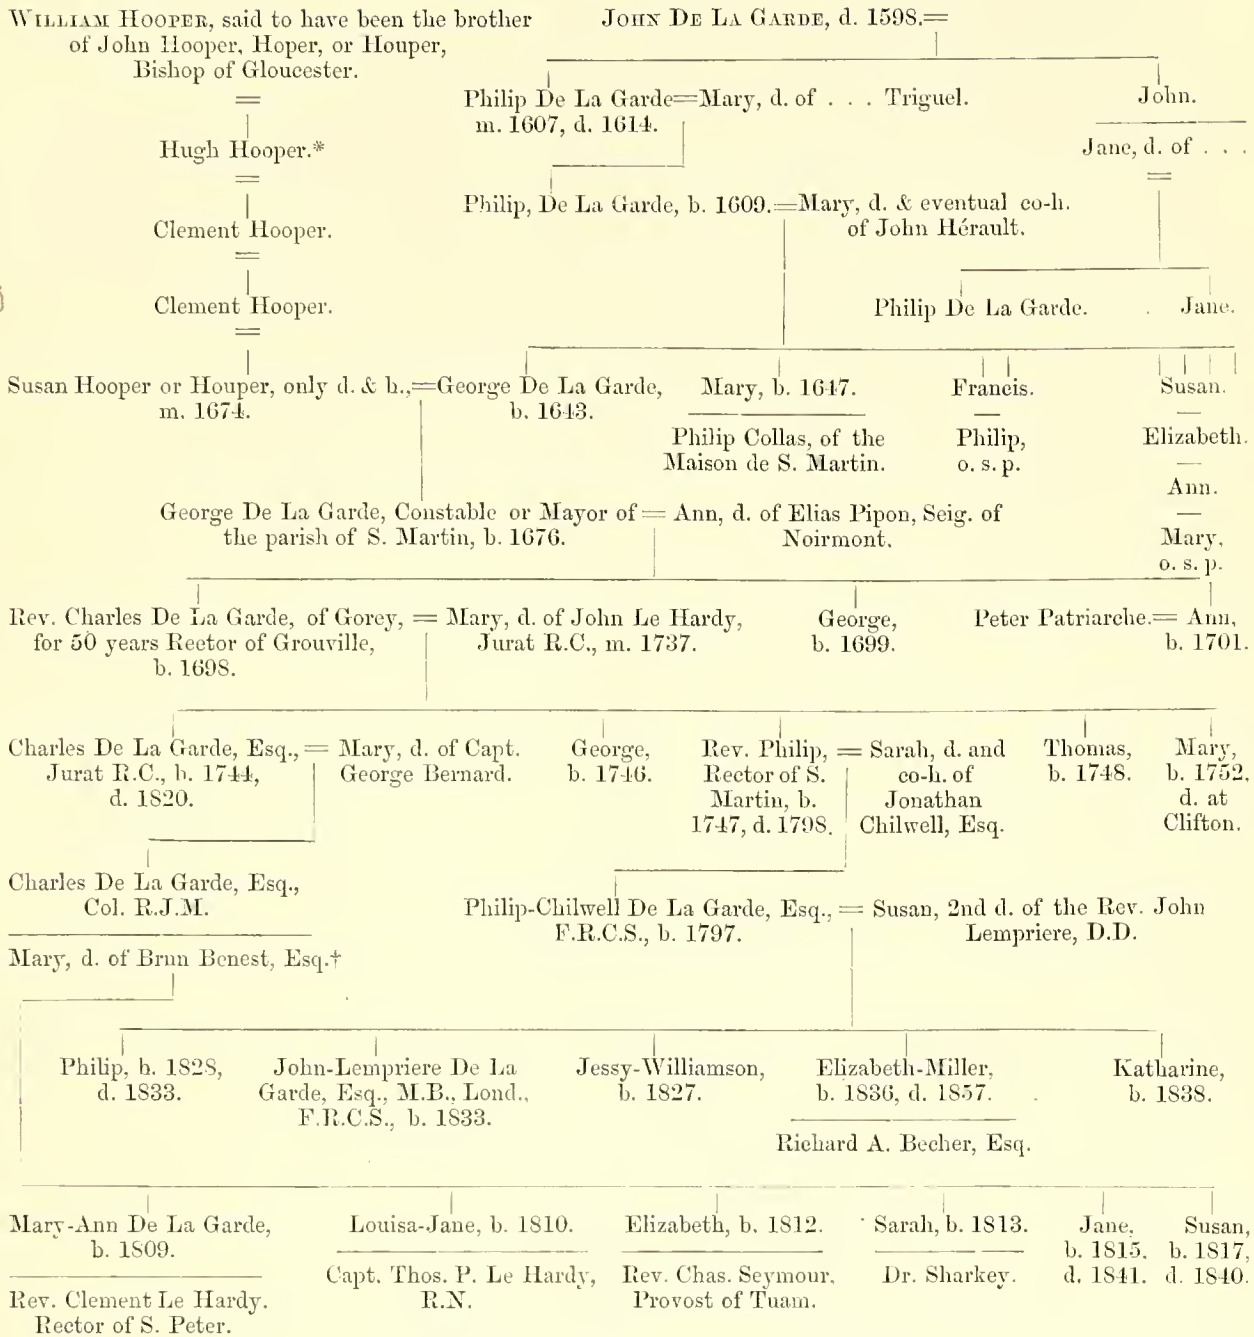 WILLIAM HOOPER, said to have been the brother
of John Hooper, Hoper, or Houper,
Bishop of Gloucester.
JOHN DE LA GARDE, d. 1598.=
=
Philip De La Garde=Mary, d. of . . . Triguel.
m. 1607, d. 1614.
John.
Jane, d. of . . .
=
Hugh Hooper.*
=
Philip, De La Garde, b. 1609.=Mary, d. & eventual co-h.
of John Hérault.
Clement Hooper.
=
Clement Hooper.
=
Philip De La Garde.
Jane.
Susan Hooper or Houper, only d. & h.,=George De La Garde,
m. 1674.
b. 1643.
Mary, b. 1647.
Philip Collas, of the
Maison de S. Martin.
Francis.
—
Philip,
o. s. p.
Susan.
—
Elizabeth.
—
Ann.
—
Mary,
o. s. p.
George De La Garde, Constable or Mayor of = Ann, d. of Elias Pipon, Seig. of
the parish of S. Martin, b. 1676.
Noirmont.
Rev. Charles De La Garde, of Gorey, = Mary, d. of John Le Hardy,
for 50 years Rector of Grouville,
b. 1698.
Jurat R.C., m. 1737.
George,
b. 1699.
Peter Patriarche.= Ann,
b. 1701.
Charles De La Garde, Esq., = Mary, d. of Capt.
Jurat R.C., b. 1744,
d. 1820.
George Bernard.
George,
b. 1746.
Rev. Philip, = Sarah, d. and
Rector of S.
Martin, b.
1747, d. 1798.
co-h. of
Jonathan
Chilwell, Esq.
Thomas,
b. 1748.
Mary,
b. 1752,
d. at
Clifton.
Charles De La Garde, Esq.,
Col. R.J.M.
Mary, d. of Brun Benest, Esq.†
Philip-Chilwell De La Garde, Esq., = Susan, 2nd d. of the Rev. John
F.R.C.S., b. 1797.
Lempriere, D.D.
Philip, b. 1828,
d. 1833.
John-Lempriere De La
Garde, Esq., M.B., Lond.,
F.R.C.S., b. 1833.
Jessy-Williamson,
b. 1827.
Elizabeth-Miller,
b. 1836, d. 1857.
Richard A. Becher, Esq.
Katharine,
b. 1838.
Mary-Ann De La Garde,
b. 1809.
Rev. Clement Le Hardy.
Rector of S. Peter.
Louisa-Jane, b. 1810.
Capt. Thos. P. Le Hardy,
R.N.
Elizabeth, b. 1812.
Rev. Chas. Seymour,
Provost of Tuam.
Sarah, b. 1813.
Dr. Sharkey.
Jane,
b. 1815,
d. 1841.
Susan,
b. 1817,
d. 1840.